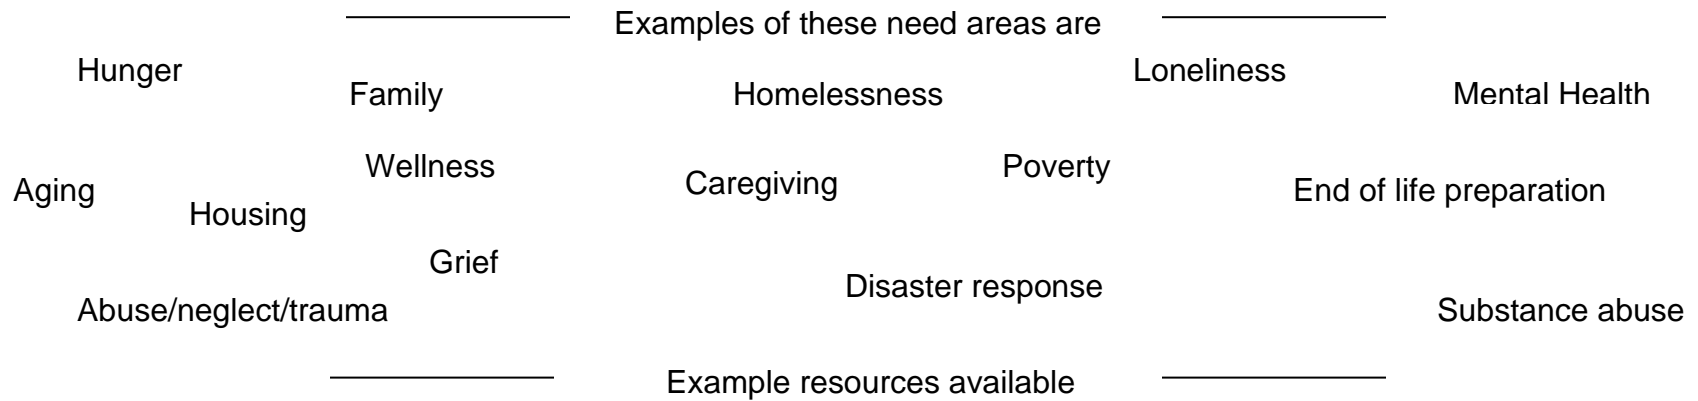 Examples of these need areas are
Hunger
Family
Homelessness
Loneliness
Mental Health
Aging
Housing
Wellness
Caregiving
Poverty
End of life preparation
Grief
Abuse/neglect/trauma
Disaster response
Substance abuse
Example resources available